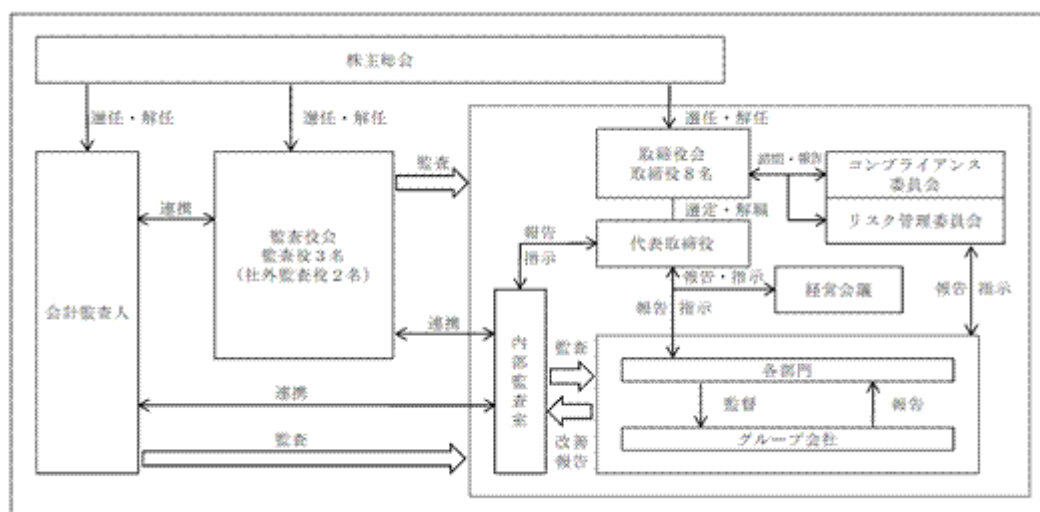 株主総会
選任・解任
選任・解任
選任・解任
会計監査人
監査役会
監査役3名
(社外監査役2名)
監査
連携
取締役会
取締役8名
諮問・報告
コンプライアンス
委員会
リスク管理委員会
選定・解職
代表取締役
報告
指示
報告・指示
経営会議
報告 指示
報告 指示
連携
内部監査室
監査
改善
報告
各部門
監督
報告
グループ会社
連携
監査